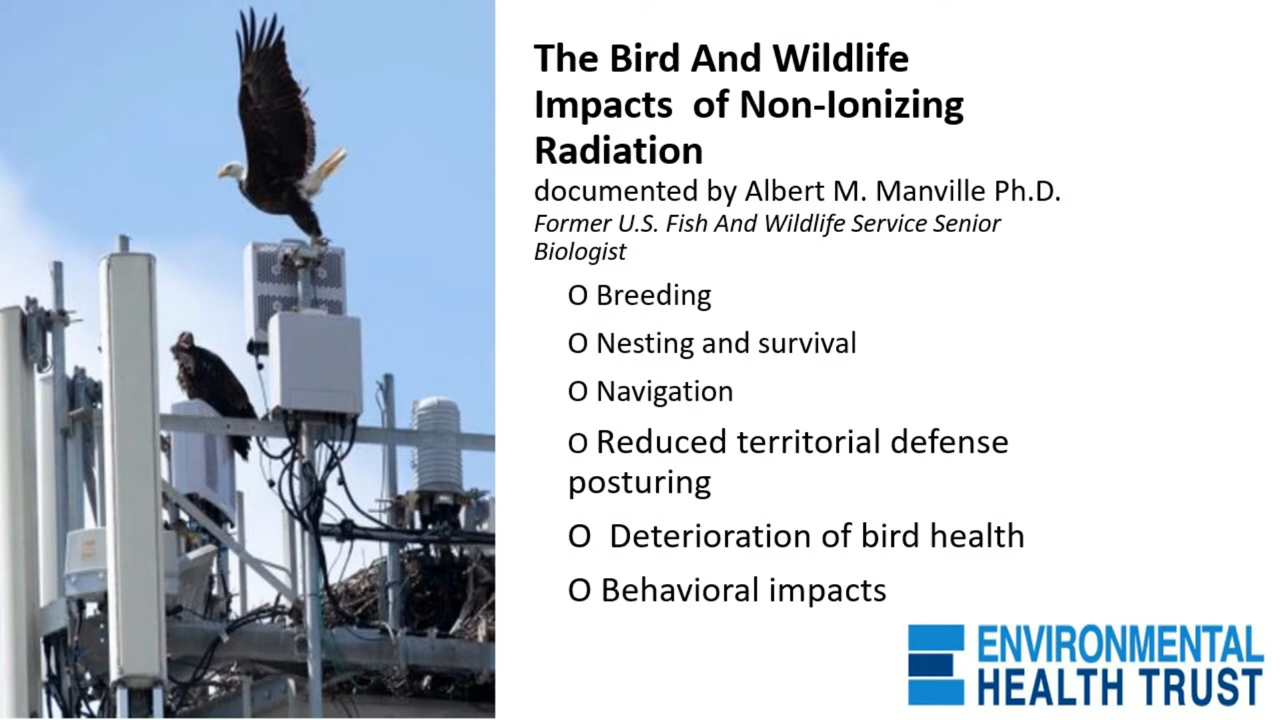 The Bird And Wildlife
Impacts  of Non-Ionizing
Radiation
documented by Albert M. Manville Ph.D.
Former U.S. Fish And Wildlife Service Senior
Biologist
O Breeding
O Nesting and survival
O Navigation
O Reduced territorial defense
posturing
O  Deterioration of bird health
O Behavioral impacts
ENVIRONMENTAL
HEALTH TRUST